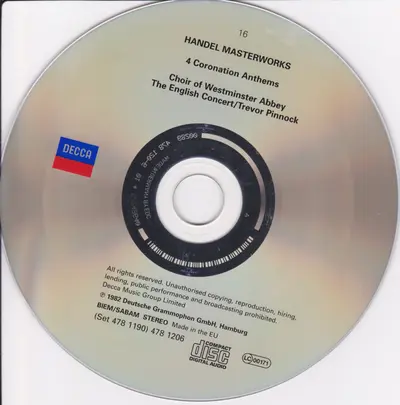 16
HANDEL MASTERWORKS
4 Coronation Anthems
Choir of Westminster Abbey
The English Concert/Trevor Pinnock
DECCA
All rights reserved. Unauthorised copying, reproduction, hiring,
lending, public performance and broadcasting prohibited.
Decca Music Group Limited
℗ 1982 Deutsche Grammophon GmbH, Hamburg
BIEM/SABAM STEREO Made in the EU
(Set 478 1190) 478 1206
COMPACT
disc
DIGITAL AUDIO
LC 00171